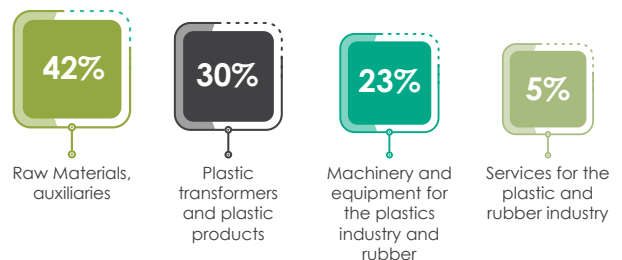 42%
Raw Materials,
auxiliaries
30%
Plastic
transformers
and plastic
products
23%
Machinery and
equipment for
the plastics
industry and
rubber
5%
Services for the
plastic and
rubber industry